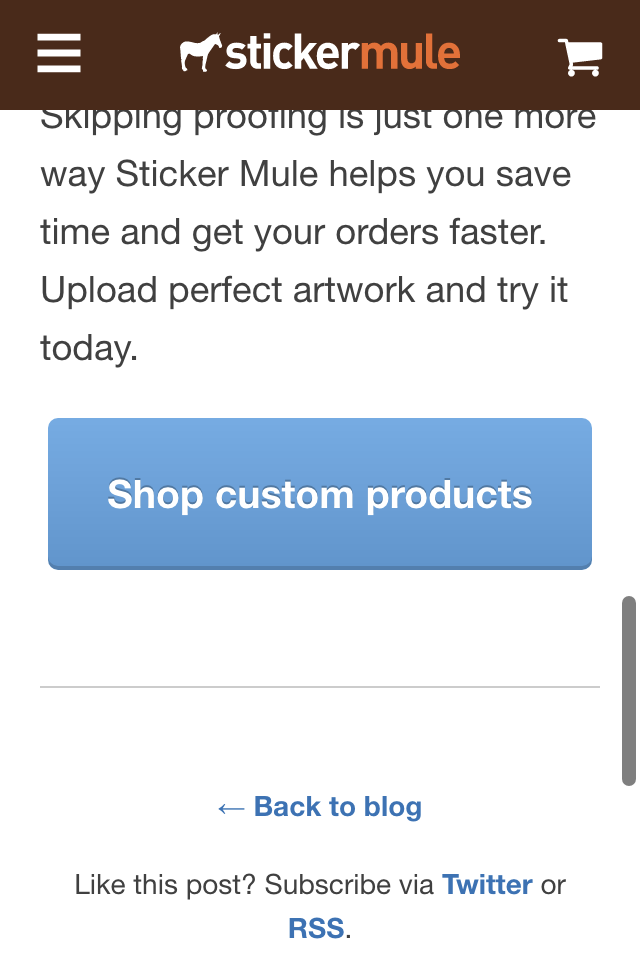 stickermule
Skipping proofing is just one more
way Sticker Mule helps you save
time and get your orders faster.
Upload perfect artwork and try it
today.
Shop custom products
← Back to blog
Like this post? Subscribe via Twitter or
RSS.